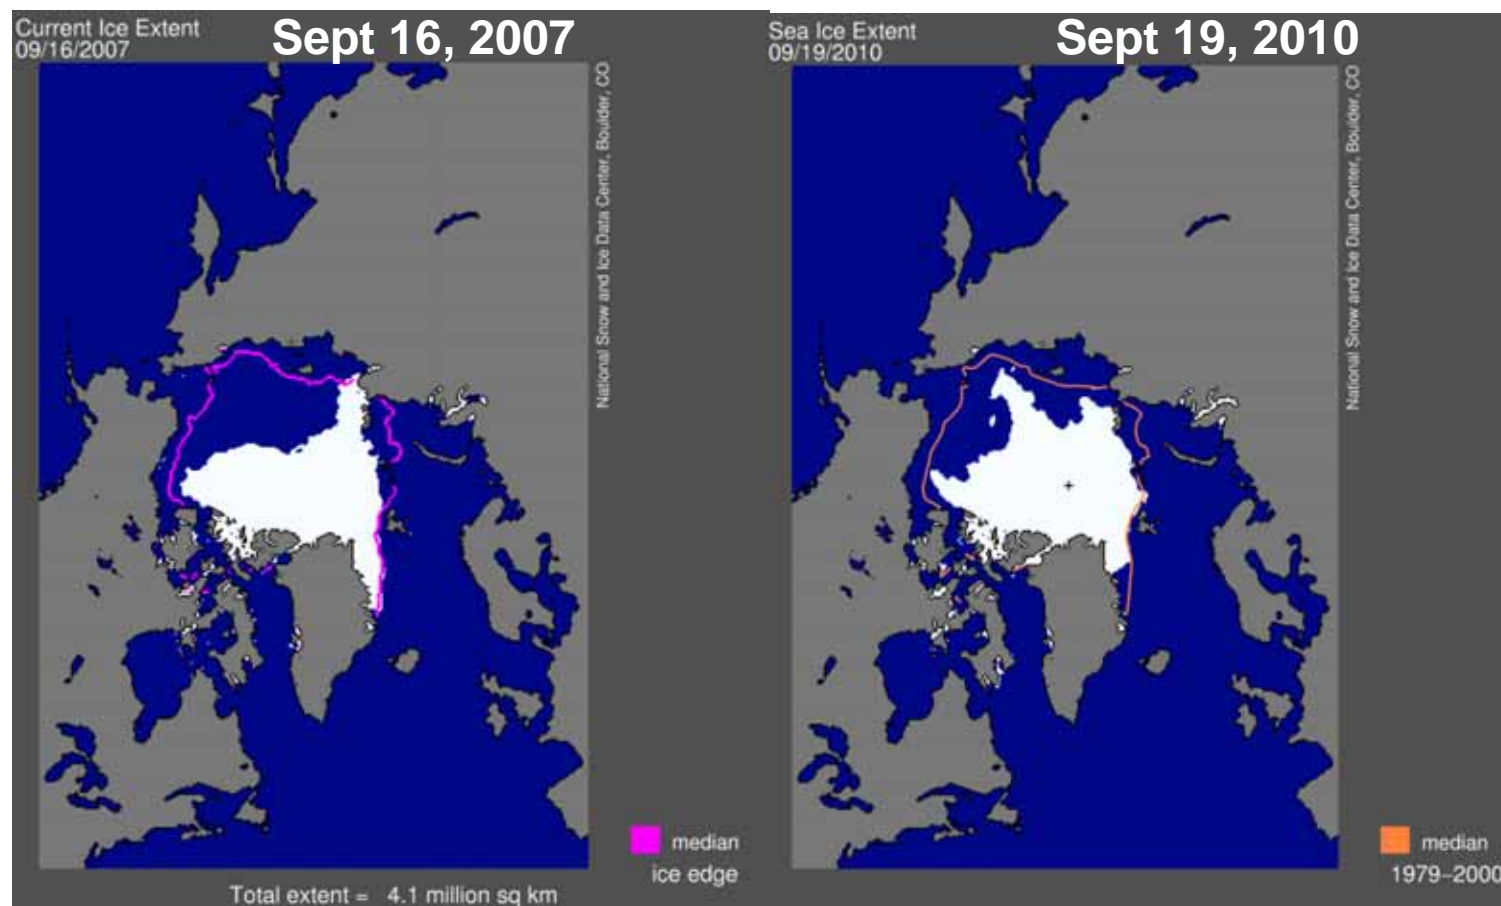 Current Ice Extent
09/16/2007
Sept 16, 2007
National Snow and Ice Data Center, Boulder, CO
median
ice edge
Total extent = 4.1 million sq km
Sea Ice Extent
09/19/2010
Sept 19, 2010
National Snow and Ice Data Center, Boulder, CO
median
1979–2000